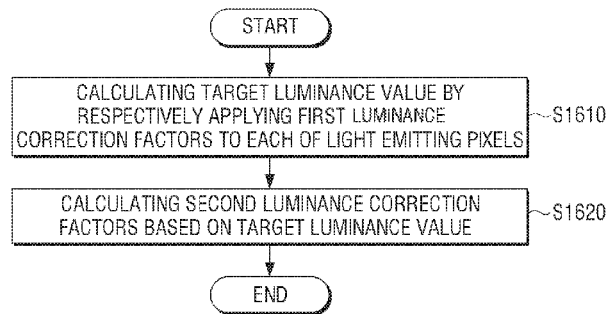 START
CALCULATING TARGET LUMINANCE VALUE BY
RESPECTIVELY APPLYING FIRST LUMINANCE
CORRECTION FACTORS TO EACH OF LIGHT EMITTING PIXELS
S1610
CALCULATING SECOND LUMINANCE CORRECTION
FACTORS BASED ON TARGET LUMINANCE VALUE
S1620
END